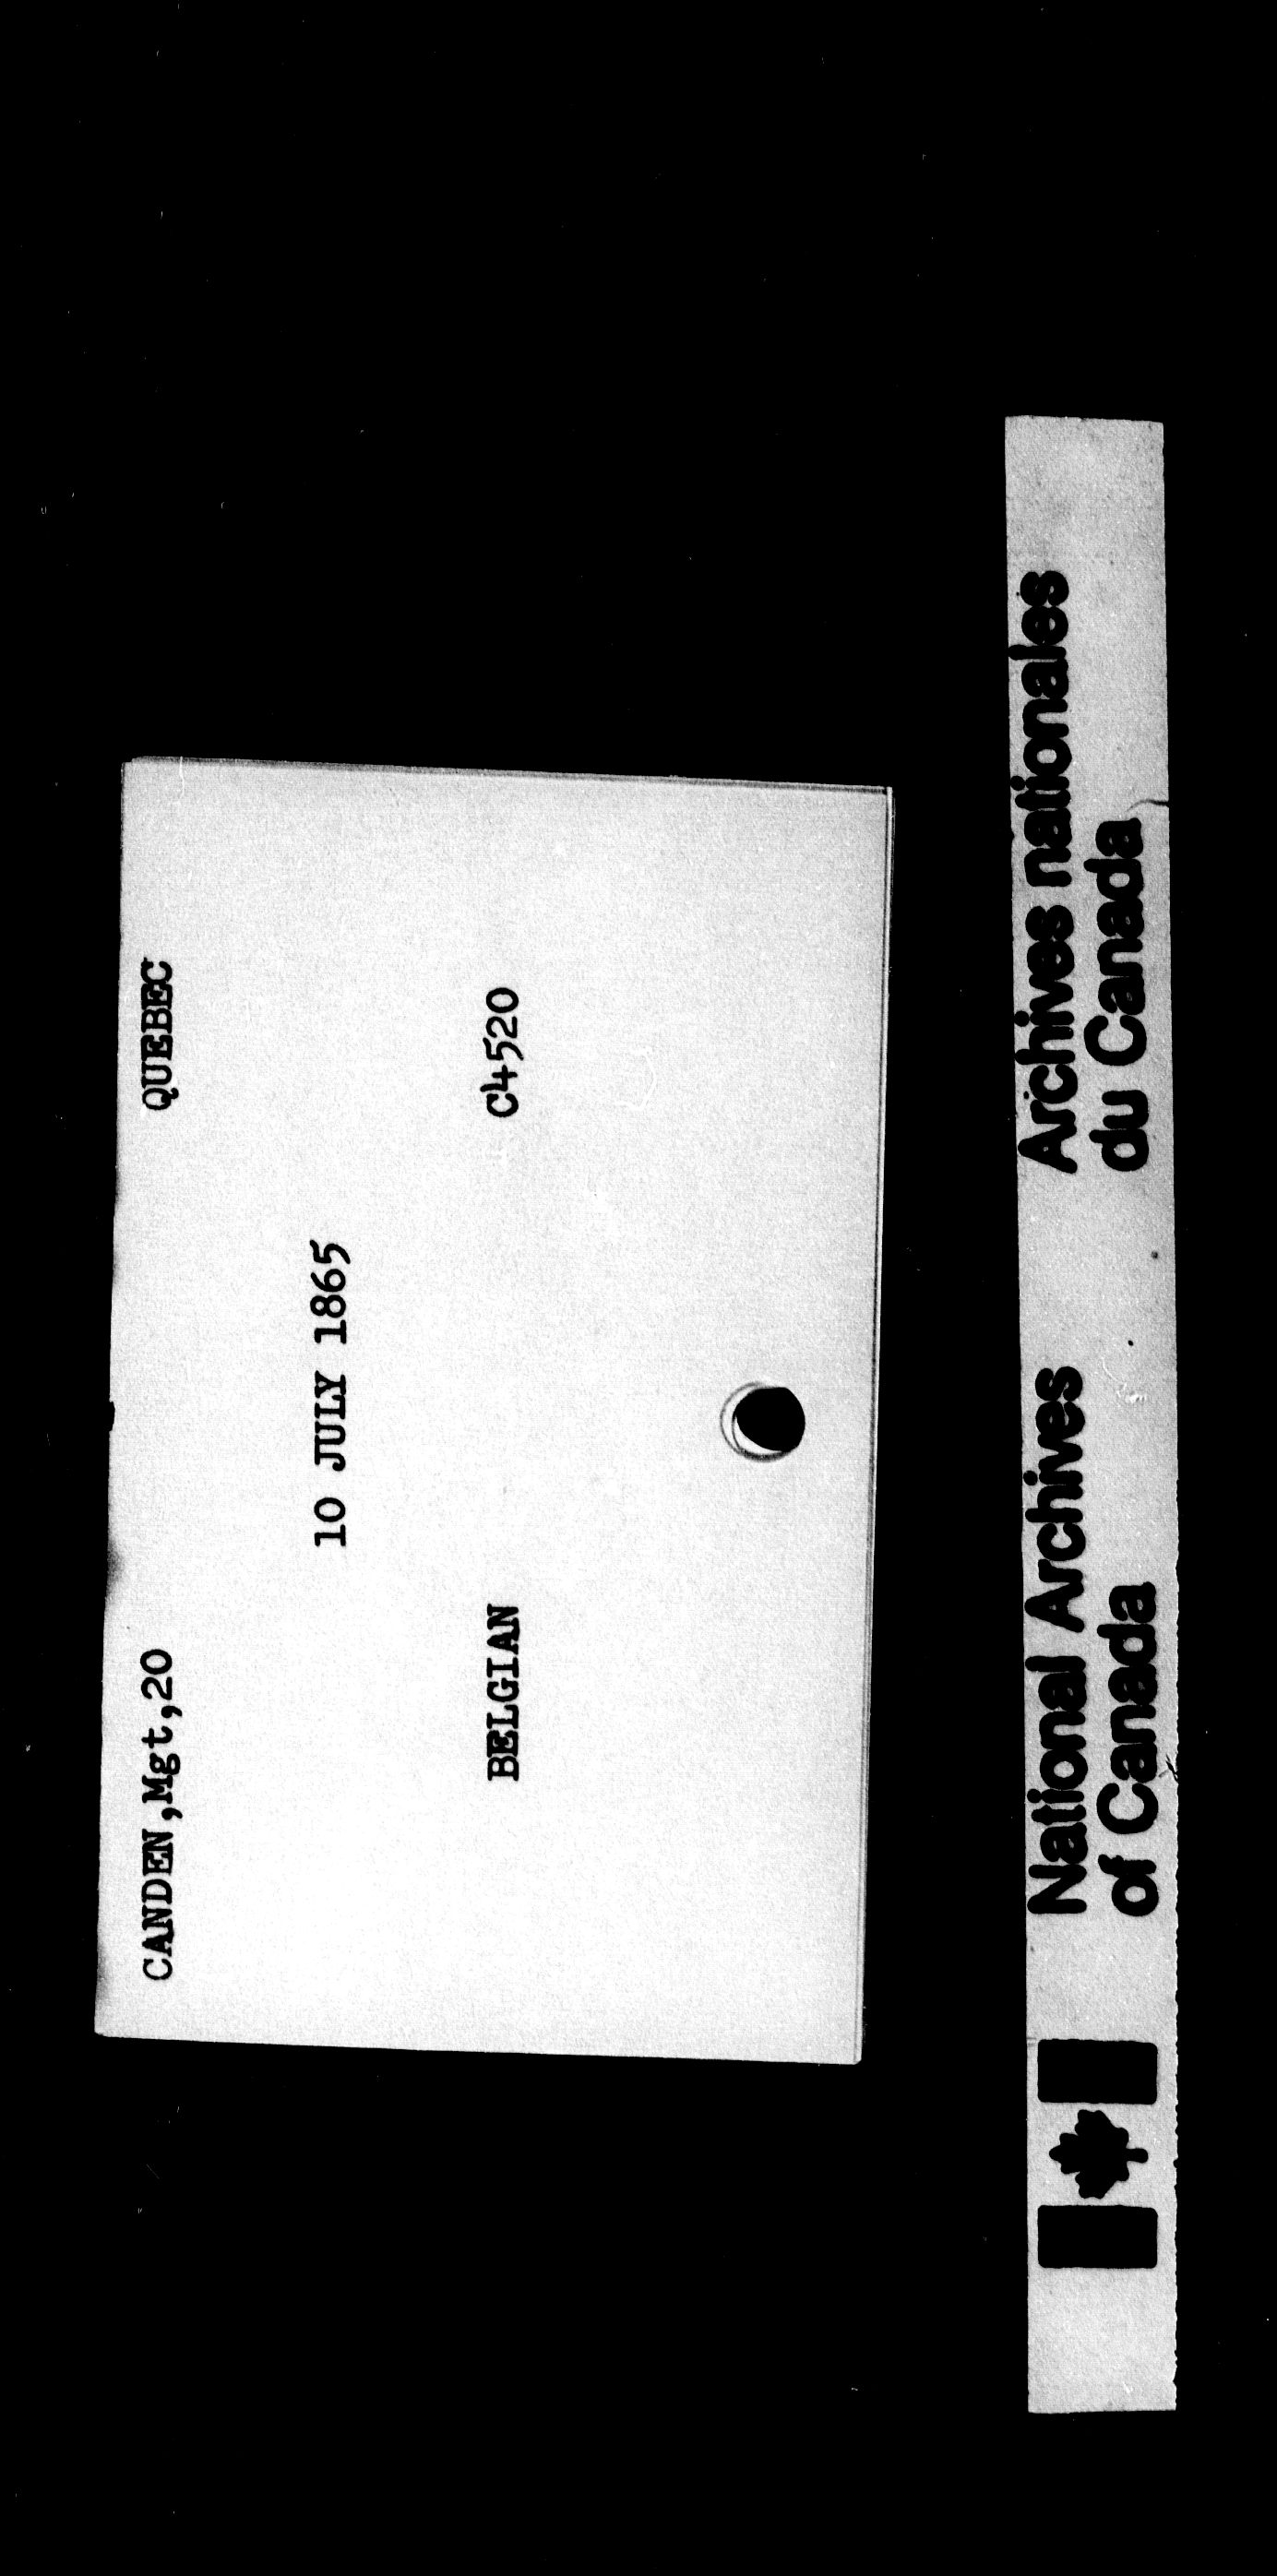 CANDEN,Mgt,20 QUEBEC
10 JULY 1865
BELGIAN C4520
National Archives
of Canada
Archives nationales
du Canada